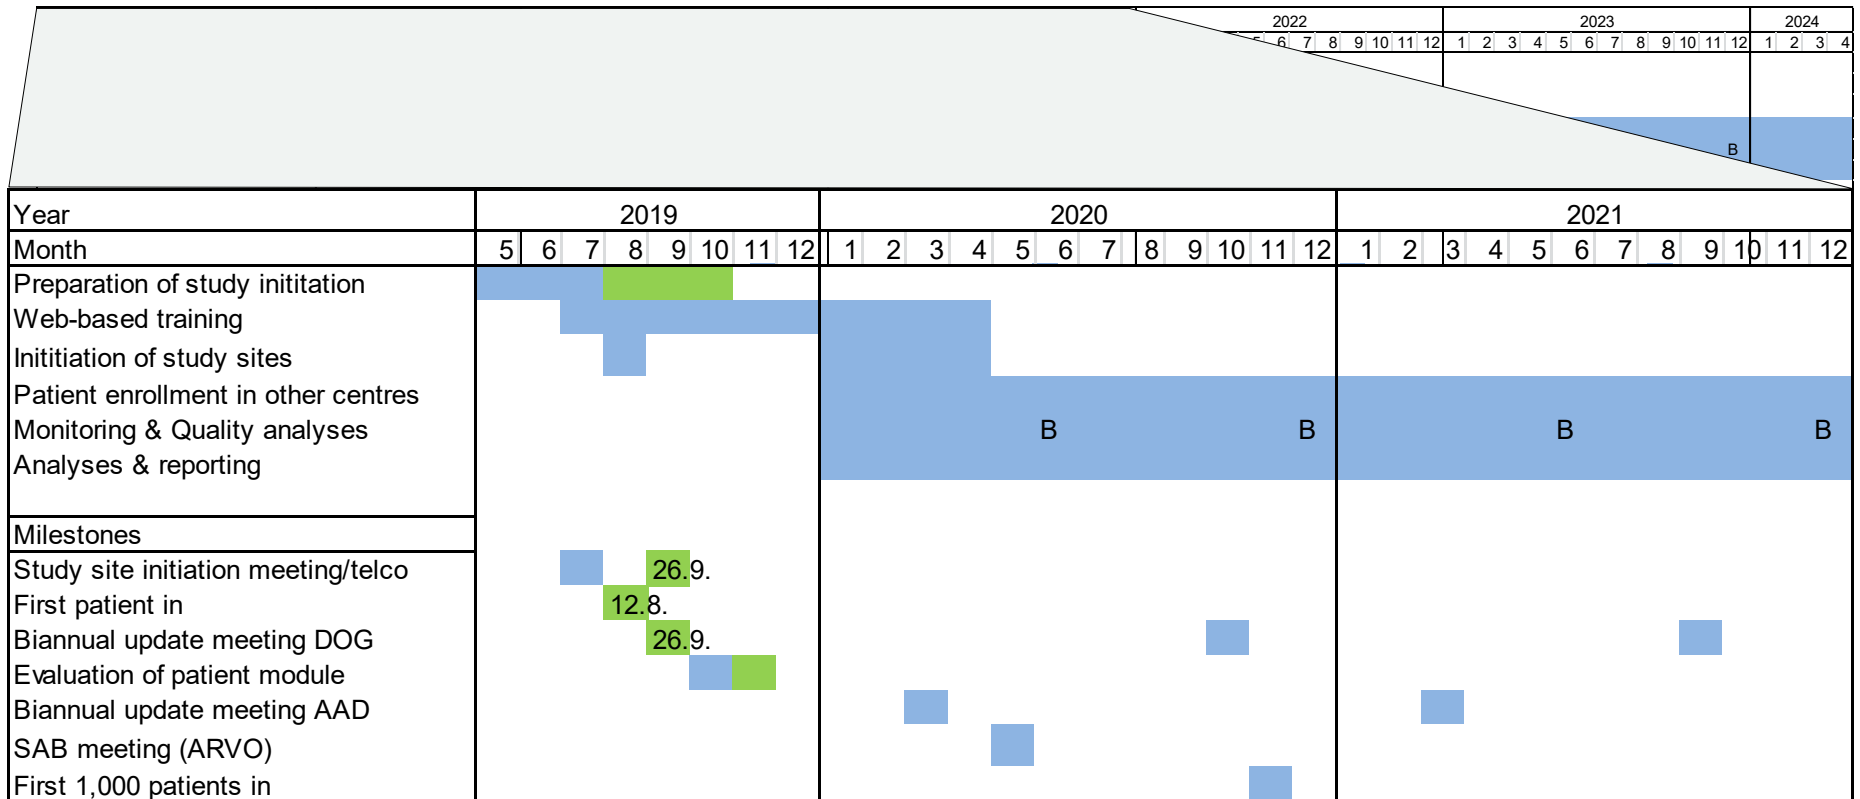 2022 2023 2024
6 7 8 9 10 11 12 1 2 3 4 5 6 7 8 9 10 11 12 1 2 3 4
B
Year 2019 2020 2021
Month 5 6 7 8 9 10 11 12 1 2 3 4 5 6 7 8 9 10 11 12 1 2 3 4 5 6 7 8 9 10 11 12
Preparation of study inititation
Web-based training
Inititiation of study sites
Patient enrollment in other centres
Monitoring & Quality analyses B B B B
Analyses & reporting
Milestones
Study site initiation meeting/telco 26.9.
First patient in 12.8.
Biannual update meeting DOG 26.9.
Evaluation of patient module
Biannual update meeting AAD
SAB meeting (ARVO)
First 1,000 patients in